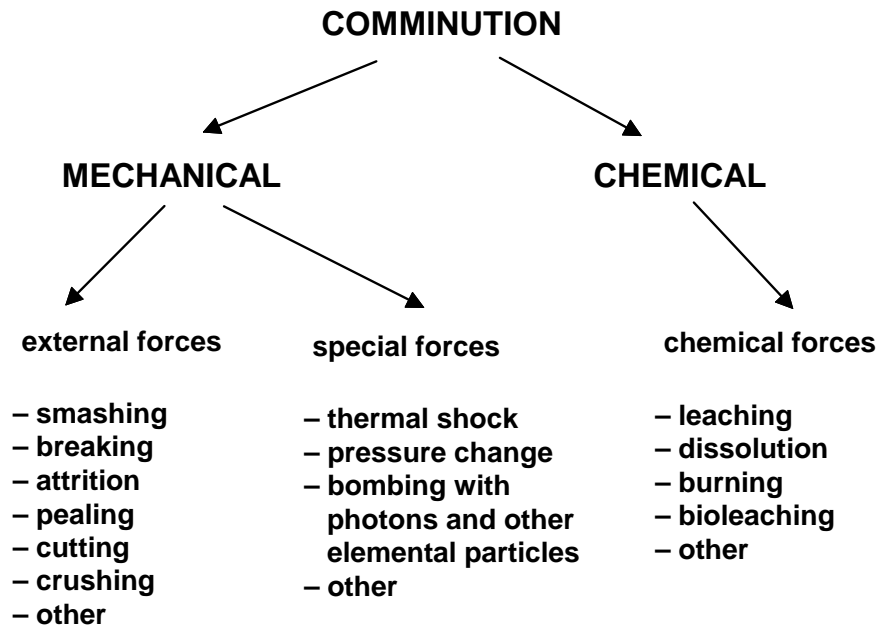 COMMINUTION
MECHANICAL
CHEMICAL
external forces
– smashing
– breaking
– attrition
– pealing
– cutting
– crushing
– other
special forces
– thermal shock
– pressure change
– bombing with
photons and other
elemental particles
– other
chemical forces
– leaching
– dissolution
– burning
– bioleaching
– other